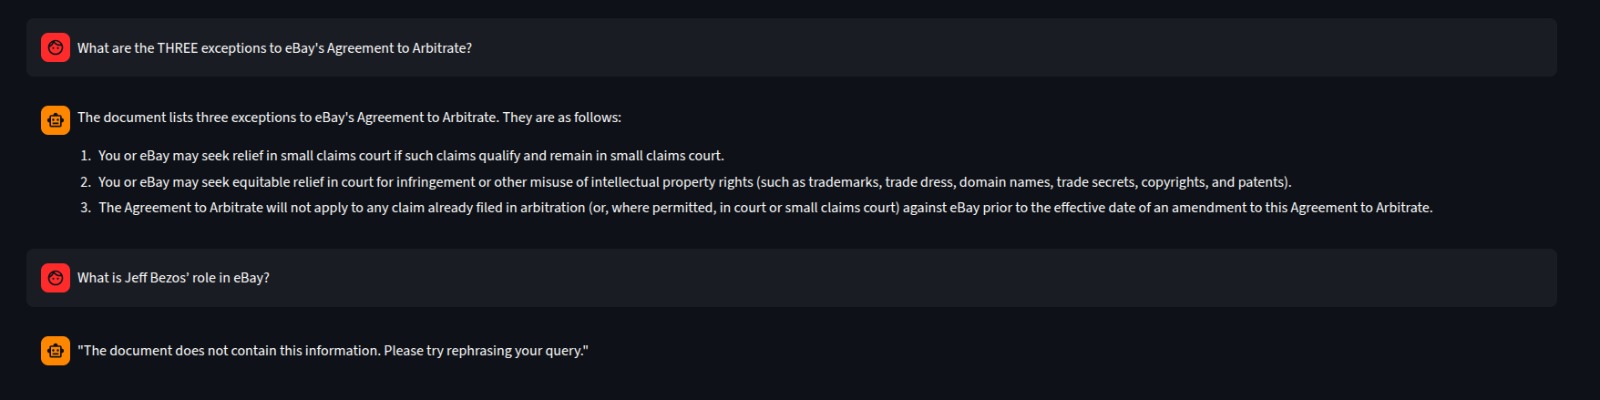 What are the THREE exceptions to eBay's Agreement to Arbitrate?
The document lists three exceptions to eBay's Agreement to Arbitrate. They are as follows:
1. You or eBay may seek relief in small claims court if such claims qualify and remain in small claims court.
2. You or eBay may seek equitable relief in court for infringement or other misuse of intellectual property rights (such as trademarks, trade dress, domain names, trade secrets, copyrights, and patents).
3. The Agreement to Arbitrate will not apply to any claim already filed in arbitration (or, where permitted, in court or small claims court) against eBay prior to the effective date of an amendment to this Agreement to Arbitrate.
What is Jeff Bezos’ role in eBay?
"The document does not contain this information. Please try rephrasing your query."